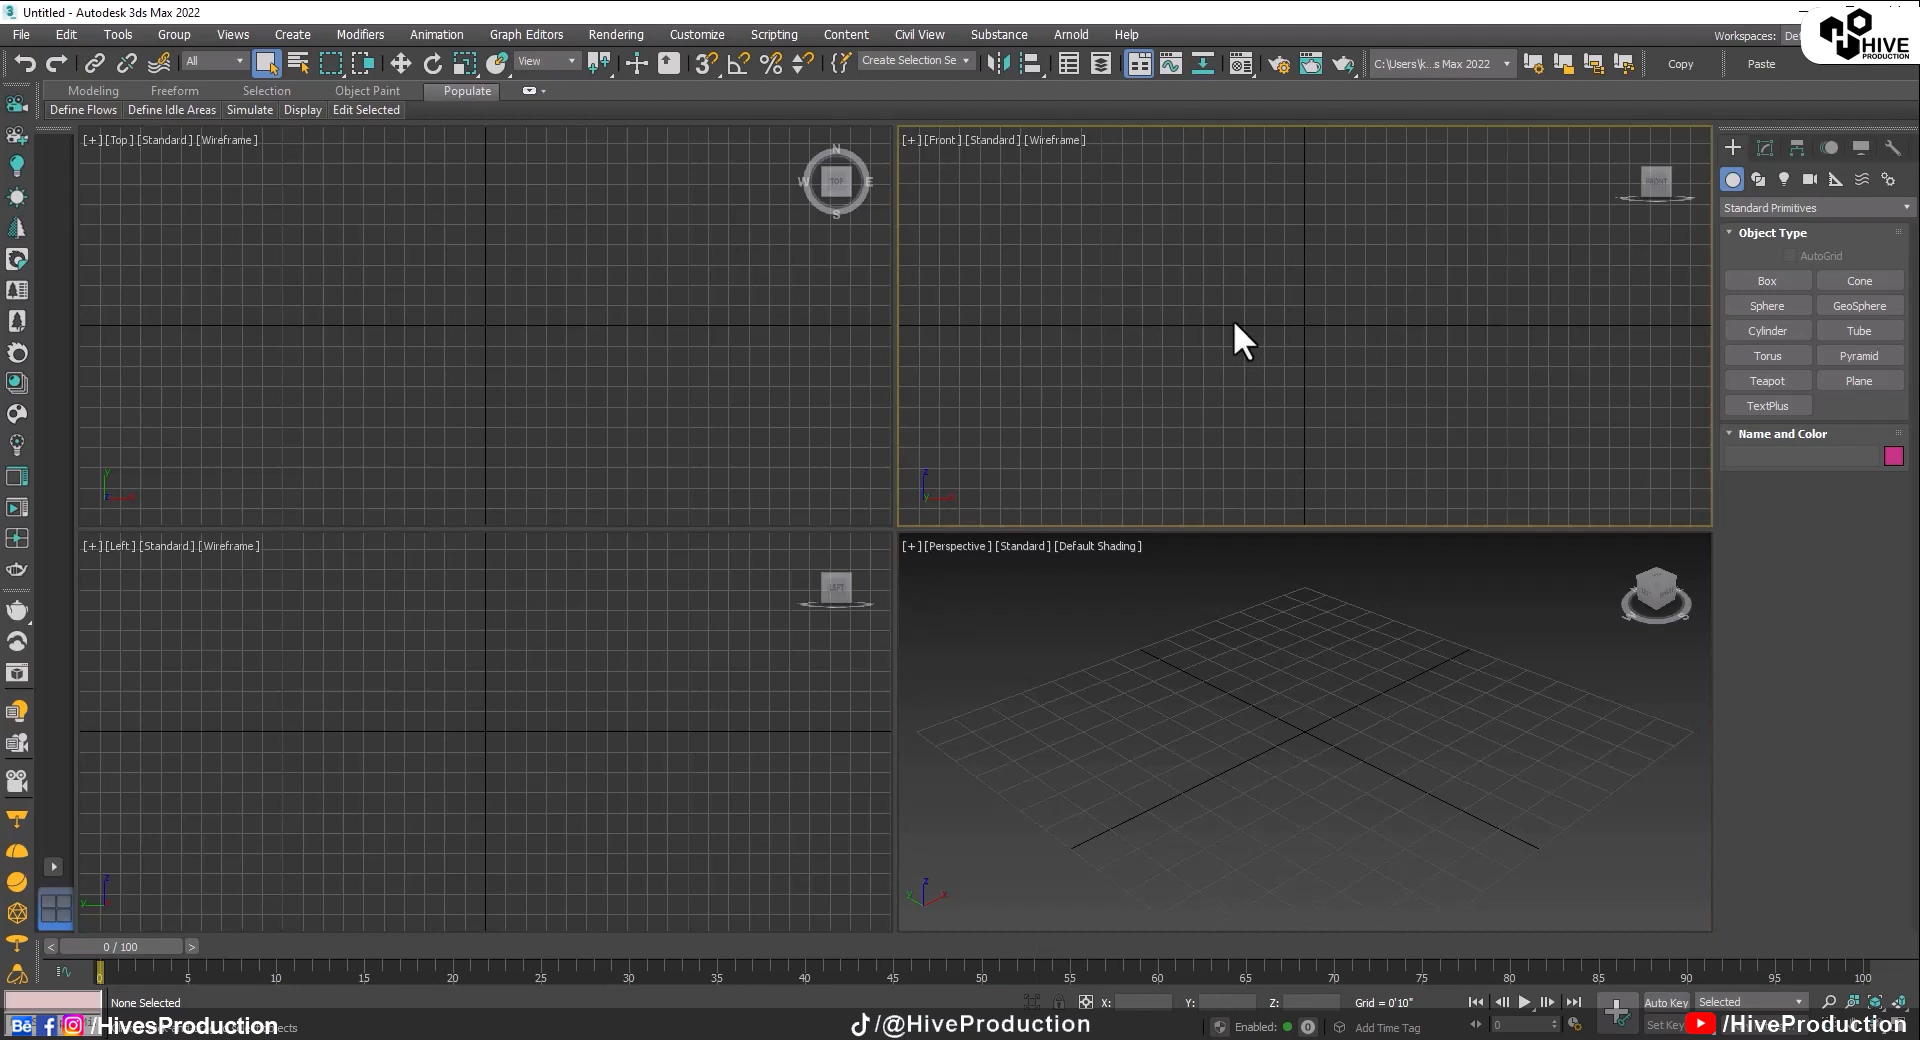 Untitled - Autodesk 3ds Max 2022
File Edit Tools Group Views Create Modifiers Animation Graph Editors Rendering Customize Scripting Content Civil View Substance Arnold Help
Workspaces:
HIVE
PRODUCTION
All View Create Selection Se C:\Users\k...s Max 2022 Copy Paste
Modeling Freeform Selection Object Paint Populate
Define Flows Define Idle Areas Simulate Display Edit Selected
[+] [Top] [Standard] [Wireframe]
N
W TOP E
S
[+] [Front] [Standard] [Wireframe]
FRONT
Standard Primitives
Object Type
AutoGrid
Box Cone
Sphere GeoSphere
Cylinder Tube
Torus Pyramid
Teapot Plane
TextPlus
Name and Color
y
z x
z
y x
[+] [Left] [Standard] [Wireframe]
LEFT
[+] [Perspective] [Standard] [Default Shading]
z
y
z
y x
< 0 / 100 >
0 5 10 15 20 25 30 35 40 45 50 55 60 65 70 75 80 85 90 95 100
None Selected X: Y: Z: Grid = 0'10" Auto Key Selected
Bē /HivesProduction /@HiveProduction Enabled: 0 Add Time Tag 0 Set Key /HiveProduction